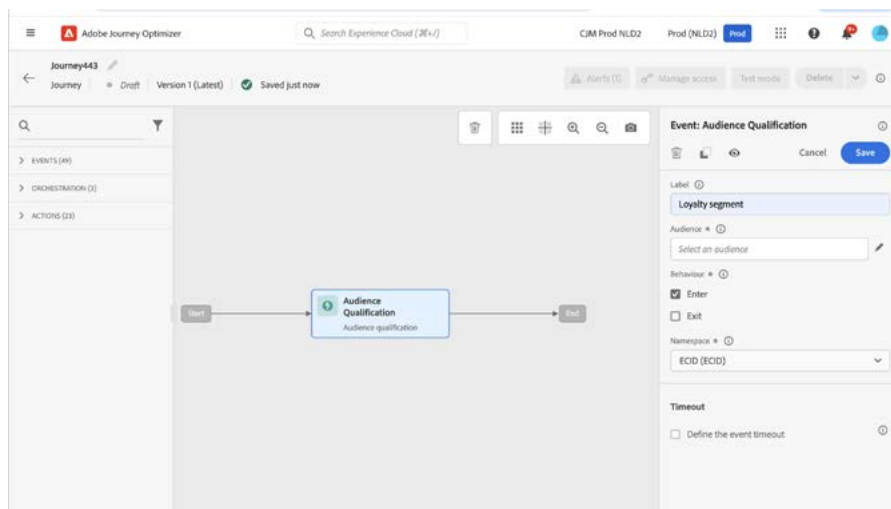 Adobe Journey Optimizer
Search Experience Cloud (⌘+/)
CJM Prod NLD2
Prod (NLD2)
Prod
Journey443
Journey
Draft
Version 1 (Latest)
Saved just now
Alerts (1)
Manage access
Test mode
Delete
EVENTS (49)
ORCHESTRATION (3)
ACTIONS (23)
Start
Audience
Qualification
Audience qualification
End
Event: Audience Qualification
Cancel
Save
Label
Loyalty segment
Audience *
Select an audience
Behaviour *
Enter
Exit
Namespace *
ECID (ECID)
Timeout
Define the event timeout